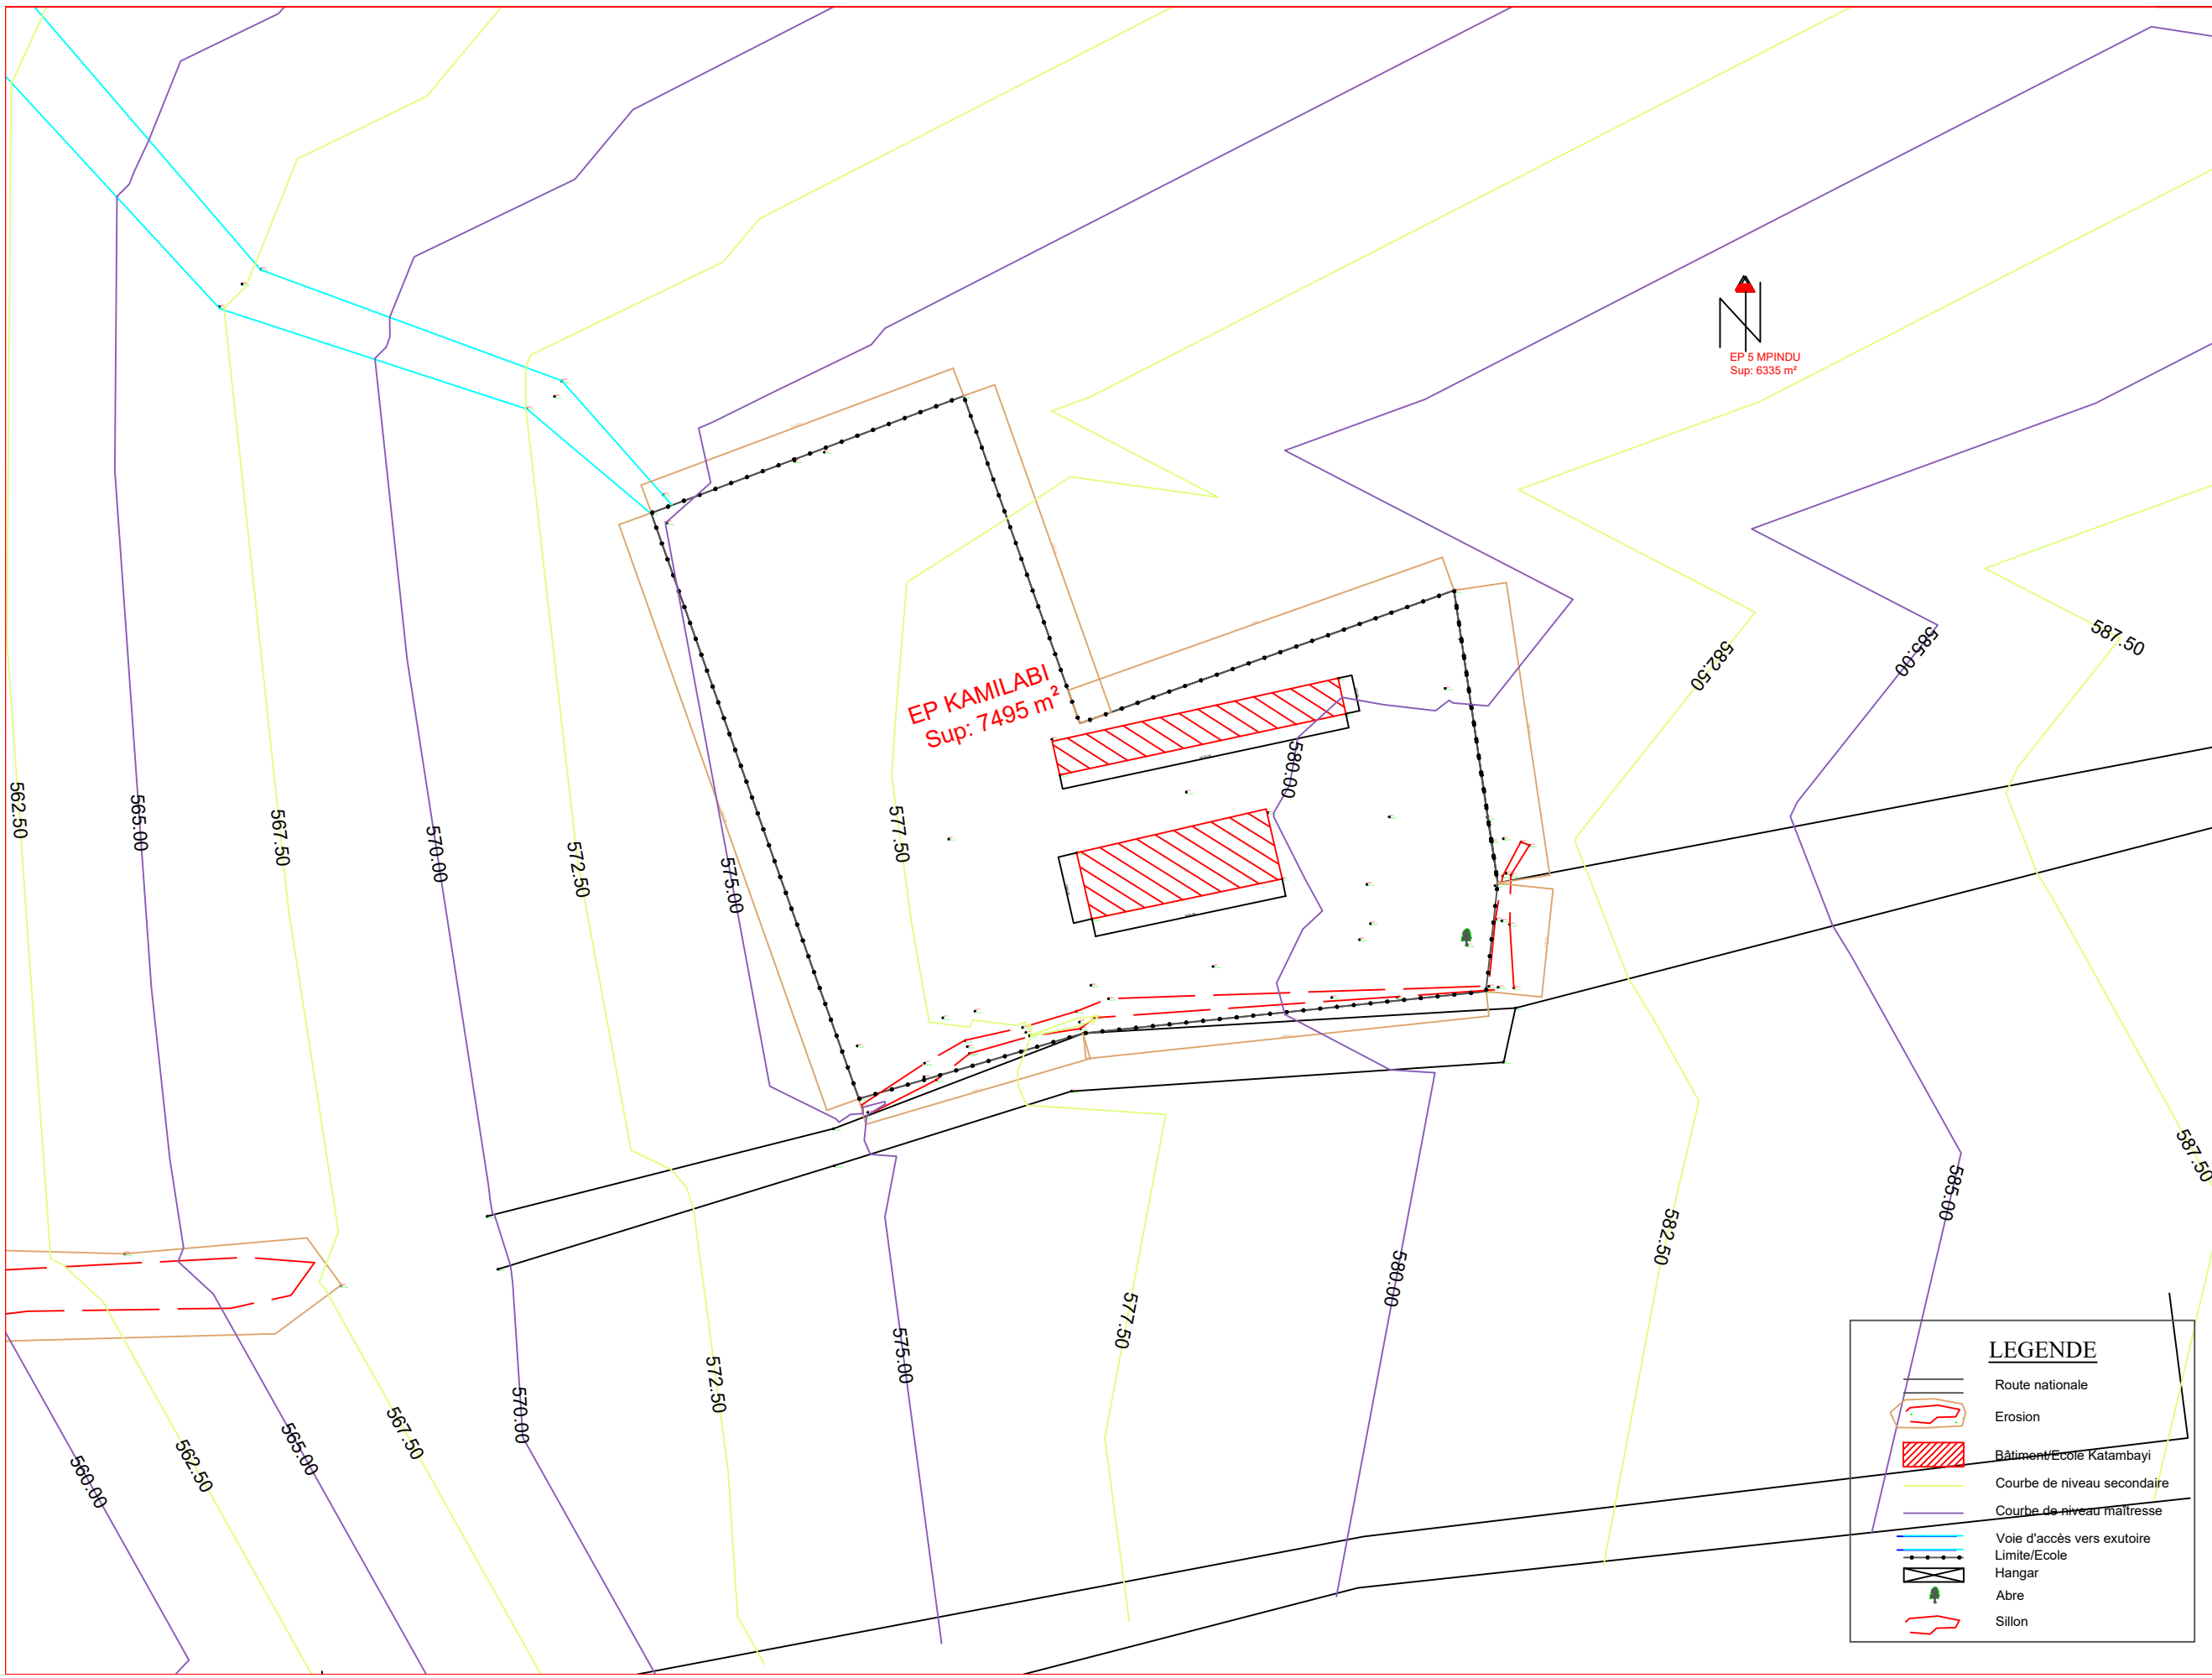 EP 5 MPINDU
Sup: 6335 m²
EP KAMILABI
Sup: 7495 m²
587.50
585.00
582.50
580.00
577.50
575.00
572.50
570.00
567.50
565.00
562.50
587.50
585.00
582.50
580.00
577.50
575.00
572.50
570.00
567.50
565.00
562.50
560.00
LEGENDE
Route nationale
Erosion
Bâtiment/Ecole Katambayi
Courbe de niveau secondaire
Courbe de niveau maîtresse
Voie d'accès vers exutoire
Limite/Ecole
Hangar
Abre
Sillon